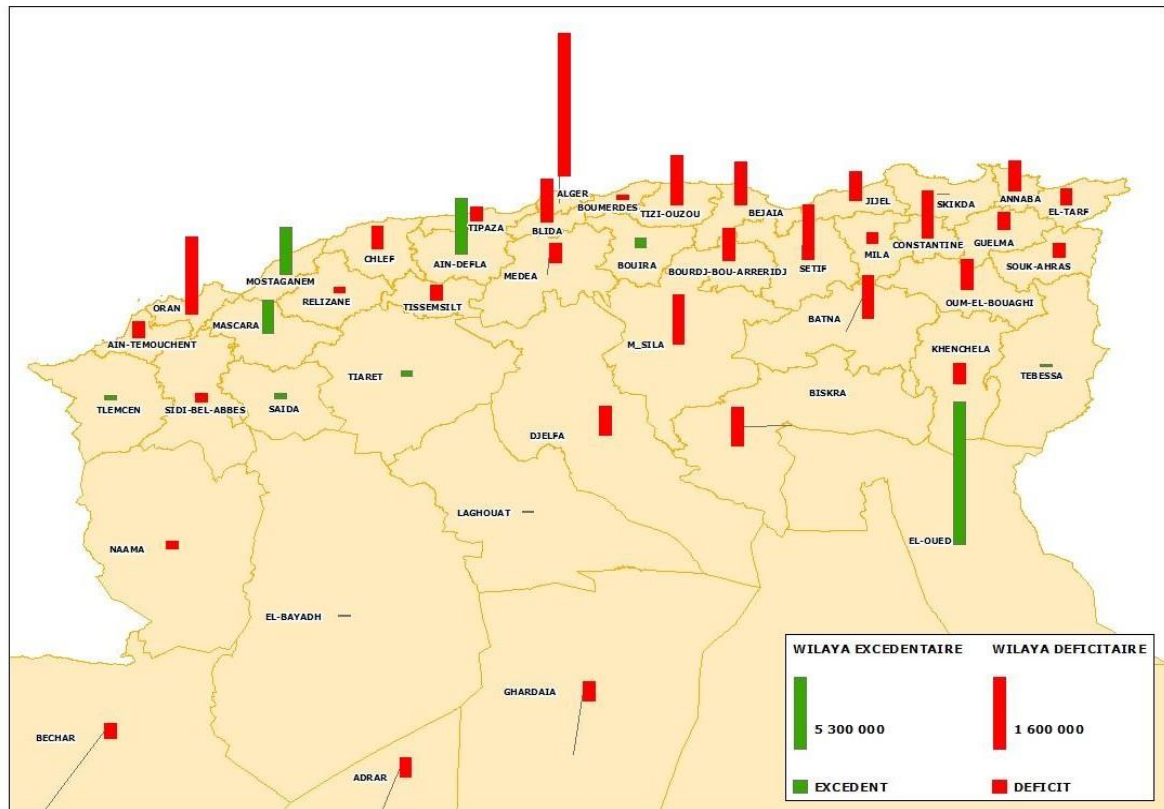 ALGER
JIJEL
SKIKDA
ANNABA
EL-TARF
BOUMERDES
TIZI-OUZOU
BEJAIA
TIPAZA
BLIDA
CHLEF
AIN-DEFLA
MEDEA
BOUIRA
BOURDJ-BOU-ARRERIDJ
SETIF
MILA
CONSTANTINE
GUELMA
SOUK-AHRAS
MOSTAGANEM
ORAN
RELIZANE
TISSEMSILT
OUM-EL-BOUAGHI
MASCARA
BATNA
AIN-TEMOUCHENT
M_SILA
KHENCHELA
TIARET
TEBESSA
BISKRA
TLEMCEN
SIDI-BEL-ABBES
SAIDA
DJELFA
LAGHOUAT
NAAMA
EL-OUED
EL-BAYADH
GHARDAIA
BECHAR
ADRAR
WILAYA EXCEDENTAIRE
WILAYA DEFICITAIRE
5 300 000
1 600 000
EXCEDENT
DEFICIT